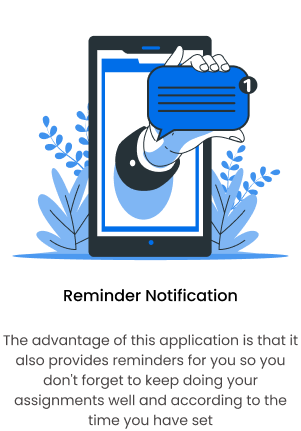 1
Reminder Notification
The advantage of this application is that it
also provides reminders for you so you
don't forget to keep doing your
assignments well and according to the
time you have set